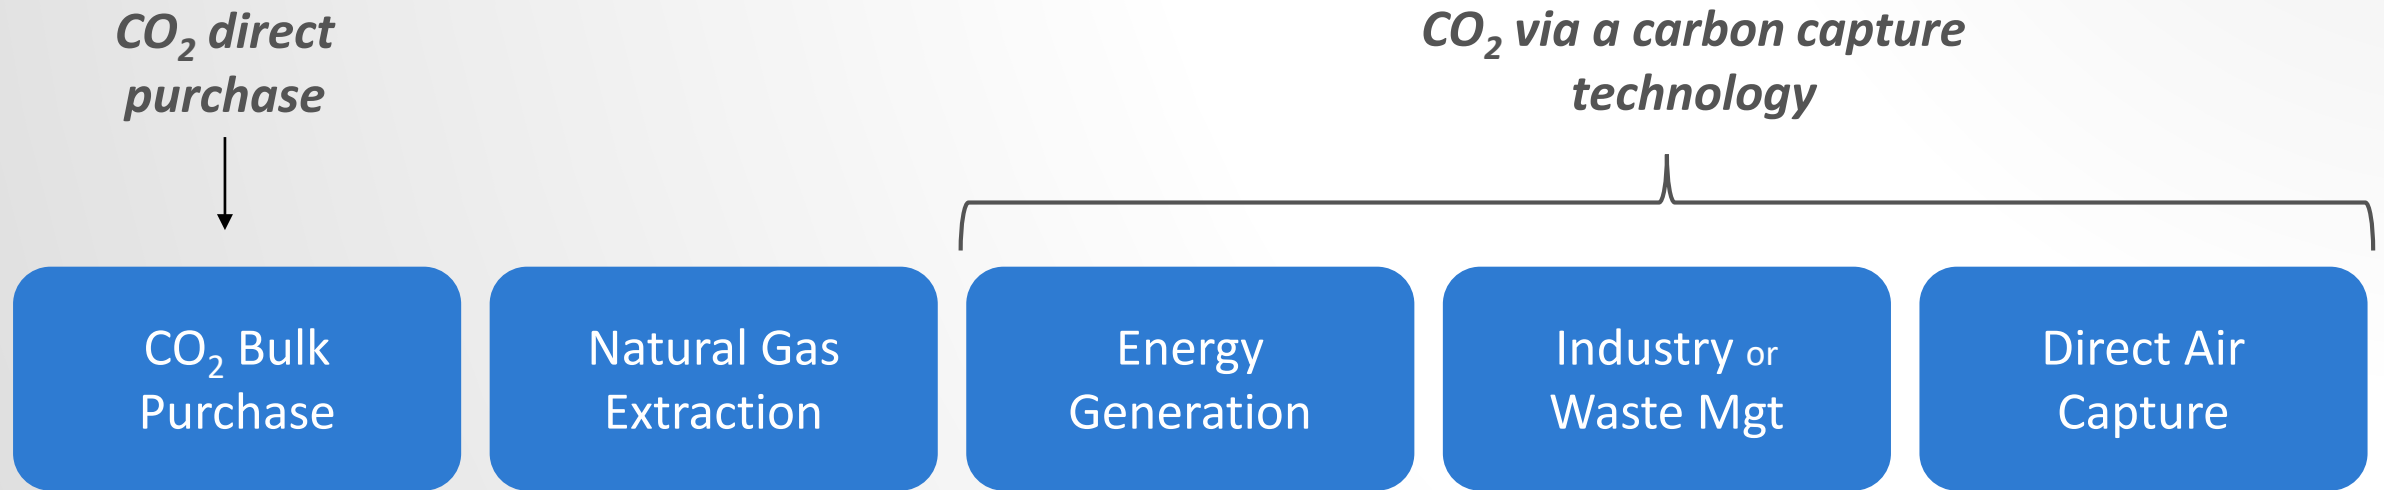 CO₂ direct
purchase
CO₂ via a carbon capture
technology
CO₂ Bulk
Purchase
Natural Gas
Extraction
Energy
Generation
Industry or
Waste Mgt
Direct Air
Capture